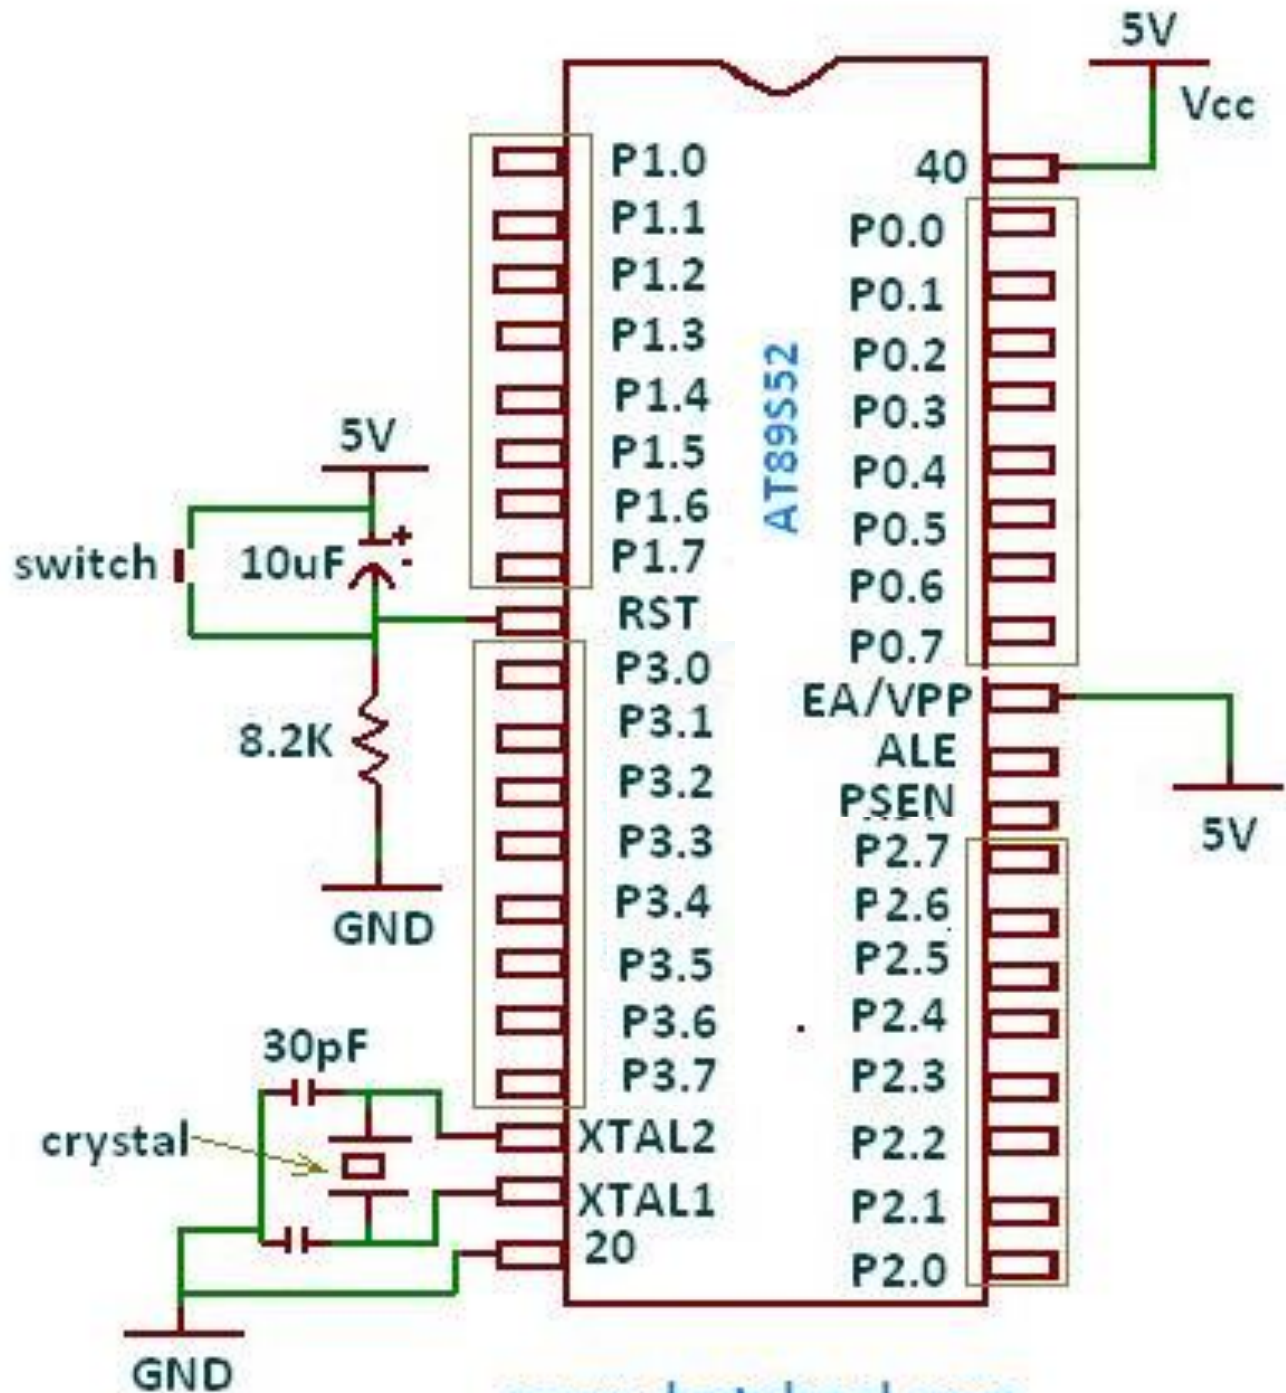 5V
Vcc
P1.0
P1.1
P1.2
P1.3
P1.4
P1.5
P1.6
P1.7
RST
P3.0
P3.1
P3.2
P3.3
P3.4
P3.5
P3.6
P3.7
XTAL2
XTAL1
20
AT89S52
40
P0.0
P0.1
P0.2
P0.3
P0.4
P0.5
P0.6
P0.7
EA/VPP
ALE
PSEN
P2.7
P2.6
P2.5
P2.4
P2.3
P2.2
P2.1
P2.0
5V
5V
switch
10uF
+
-
8.2K
GND
30pF
crystal
GND